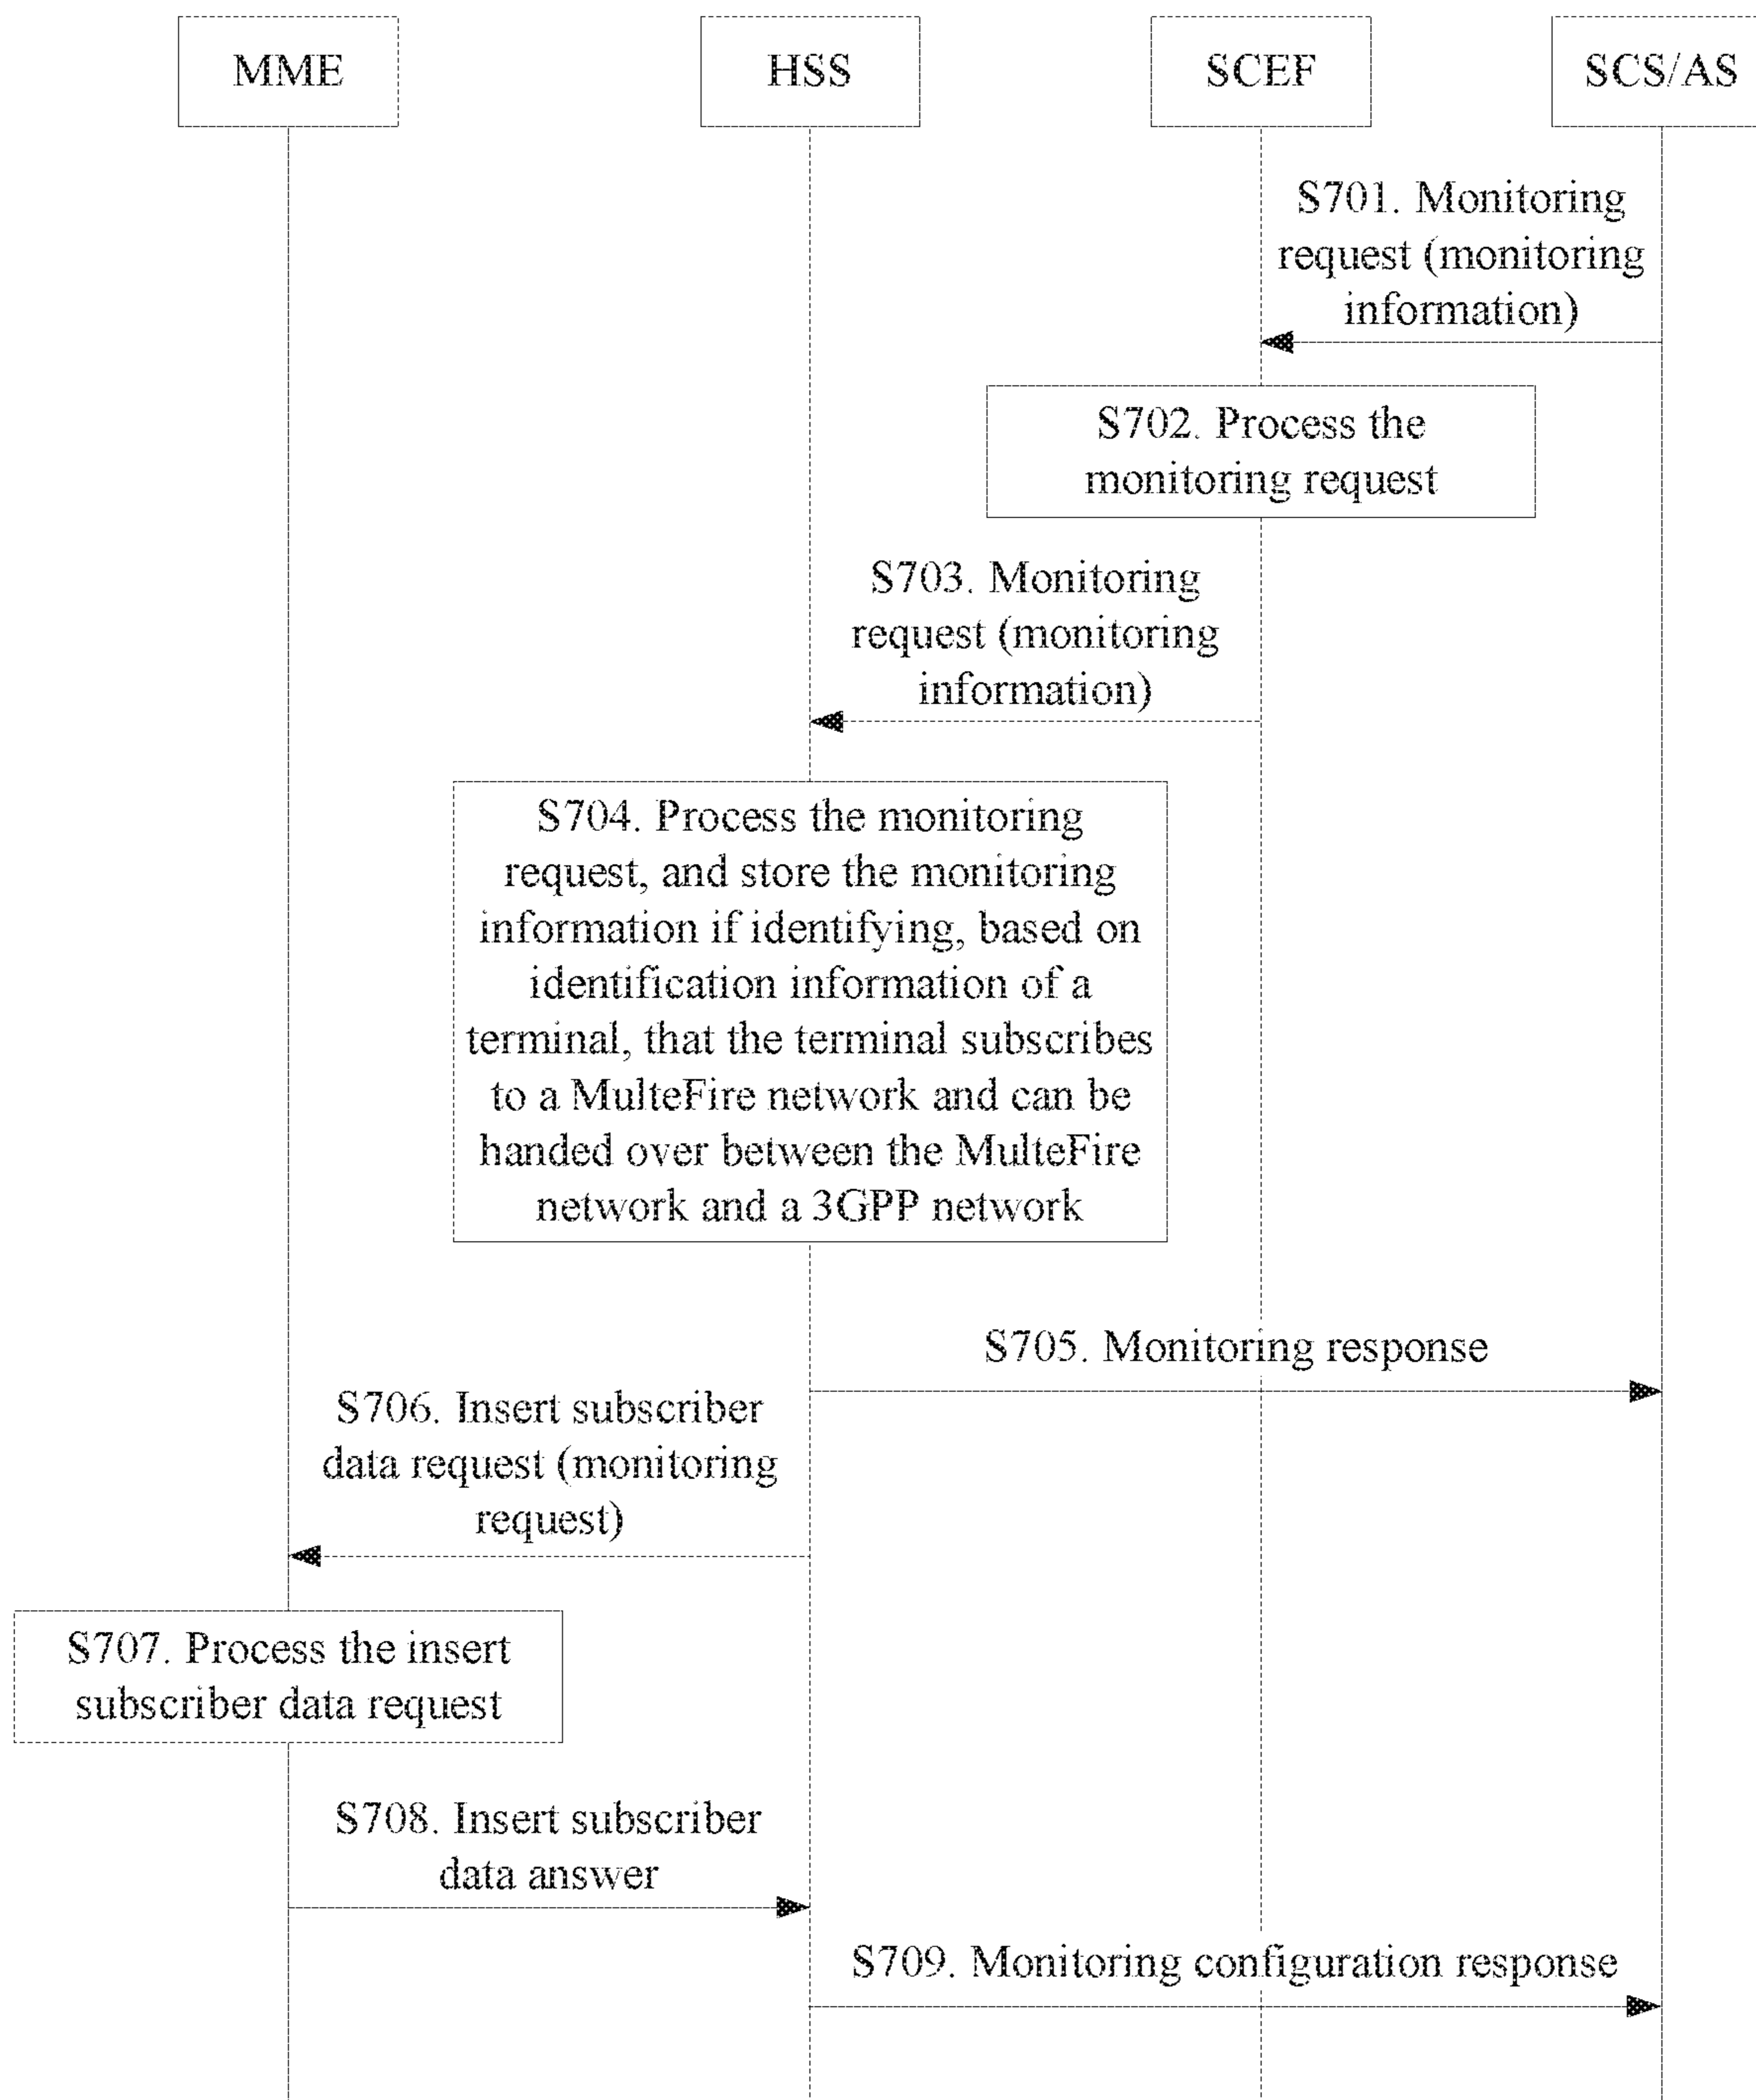 MME
HSS
SCEF
SCS/AS
S701. Monitoring
request (monitoring
information)
S702. Process the
monitoring request
S703. Monitoring
request (monitoring
information)
S704. Process the monitoring
request, and store the monitoring
information if identifying, based on
identification information of a
terminal, that the terminal subscribes
to a MulteFire network and can be
handed over between the MulteFire
network and a 3GPP network
S705. Monitoring response
S706. Insert subscriber
data request (monitoring
request)
S707. Process the insert
subscriber data request
S708. Insert subscriber
data answer
S709. Monitoring configuration response